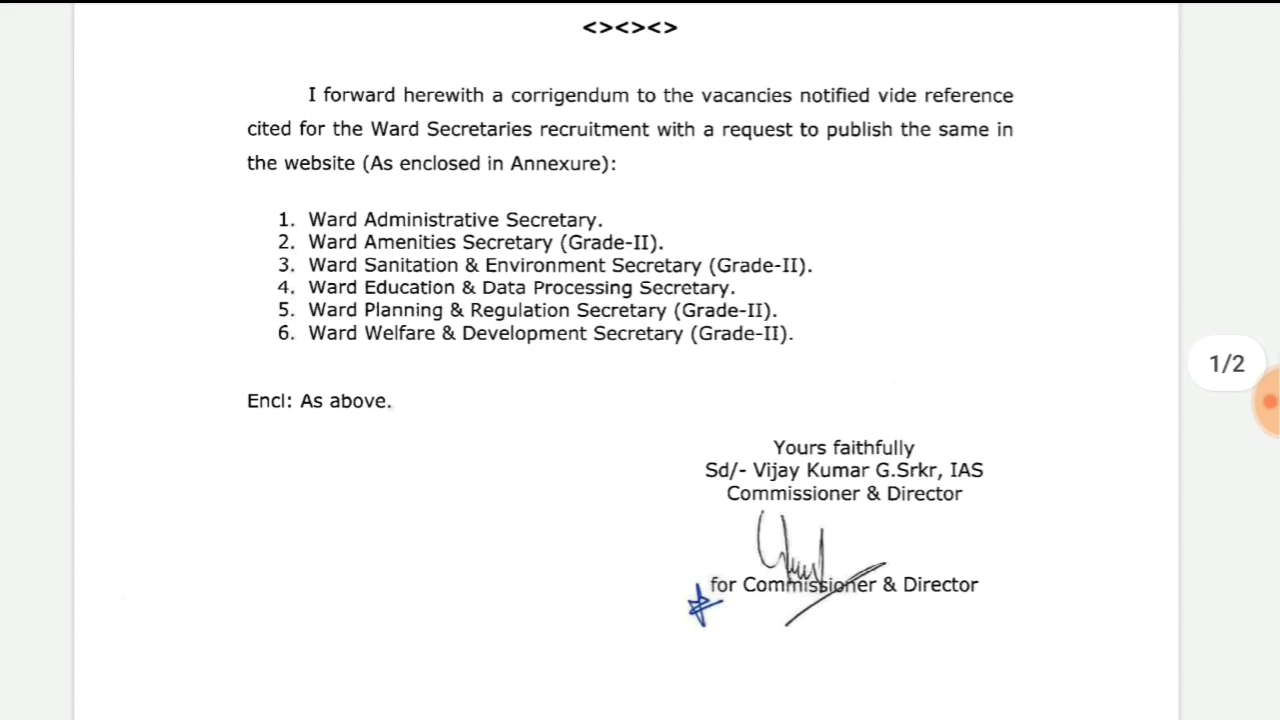 <><><>
I forward herewith a corrigendum to the vacancies notified vide reference
cited for the Ward Secretaries recruitment with a request to publish the same in
the website (As enclosed in Annexure):
1. Ward Administrative Secretary.
2. Ward Amenities Secretary (Grade-II).
3. Ward Sanitation & Environment Secretary (Grade-II).
4. Ward Education & Data Processing Secretary.
5. Ward Planning & Regulation Secretary (Grade-II).
6. Ward Welfare & Development Secretary (Grade-II).
1/2
Encl: As above.
Yours faithfully
Sd/- Vijay Kumar G.Srkr, IAS
Commissioner & Director
for Commissioner & Director